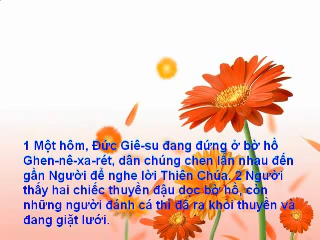 1 Một hôm, Đức Giê-su đang đứng ở bờ hồ
Ghen-nê-xa-rét, dân chúng chen lấn nhau đến
gần Người để nghe lời Thiên Chúa. 2 Người
thấy hai chiếc thuyền đậu dọc bờ hồ, còn
những người đánh cá thì đã ra khỏi thuyền và
đang giặt lưới.